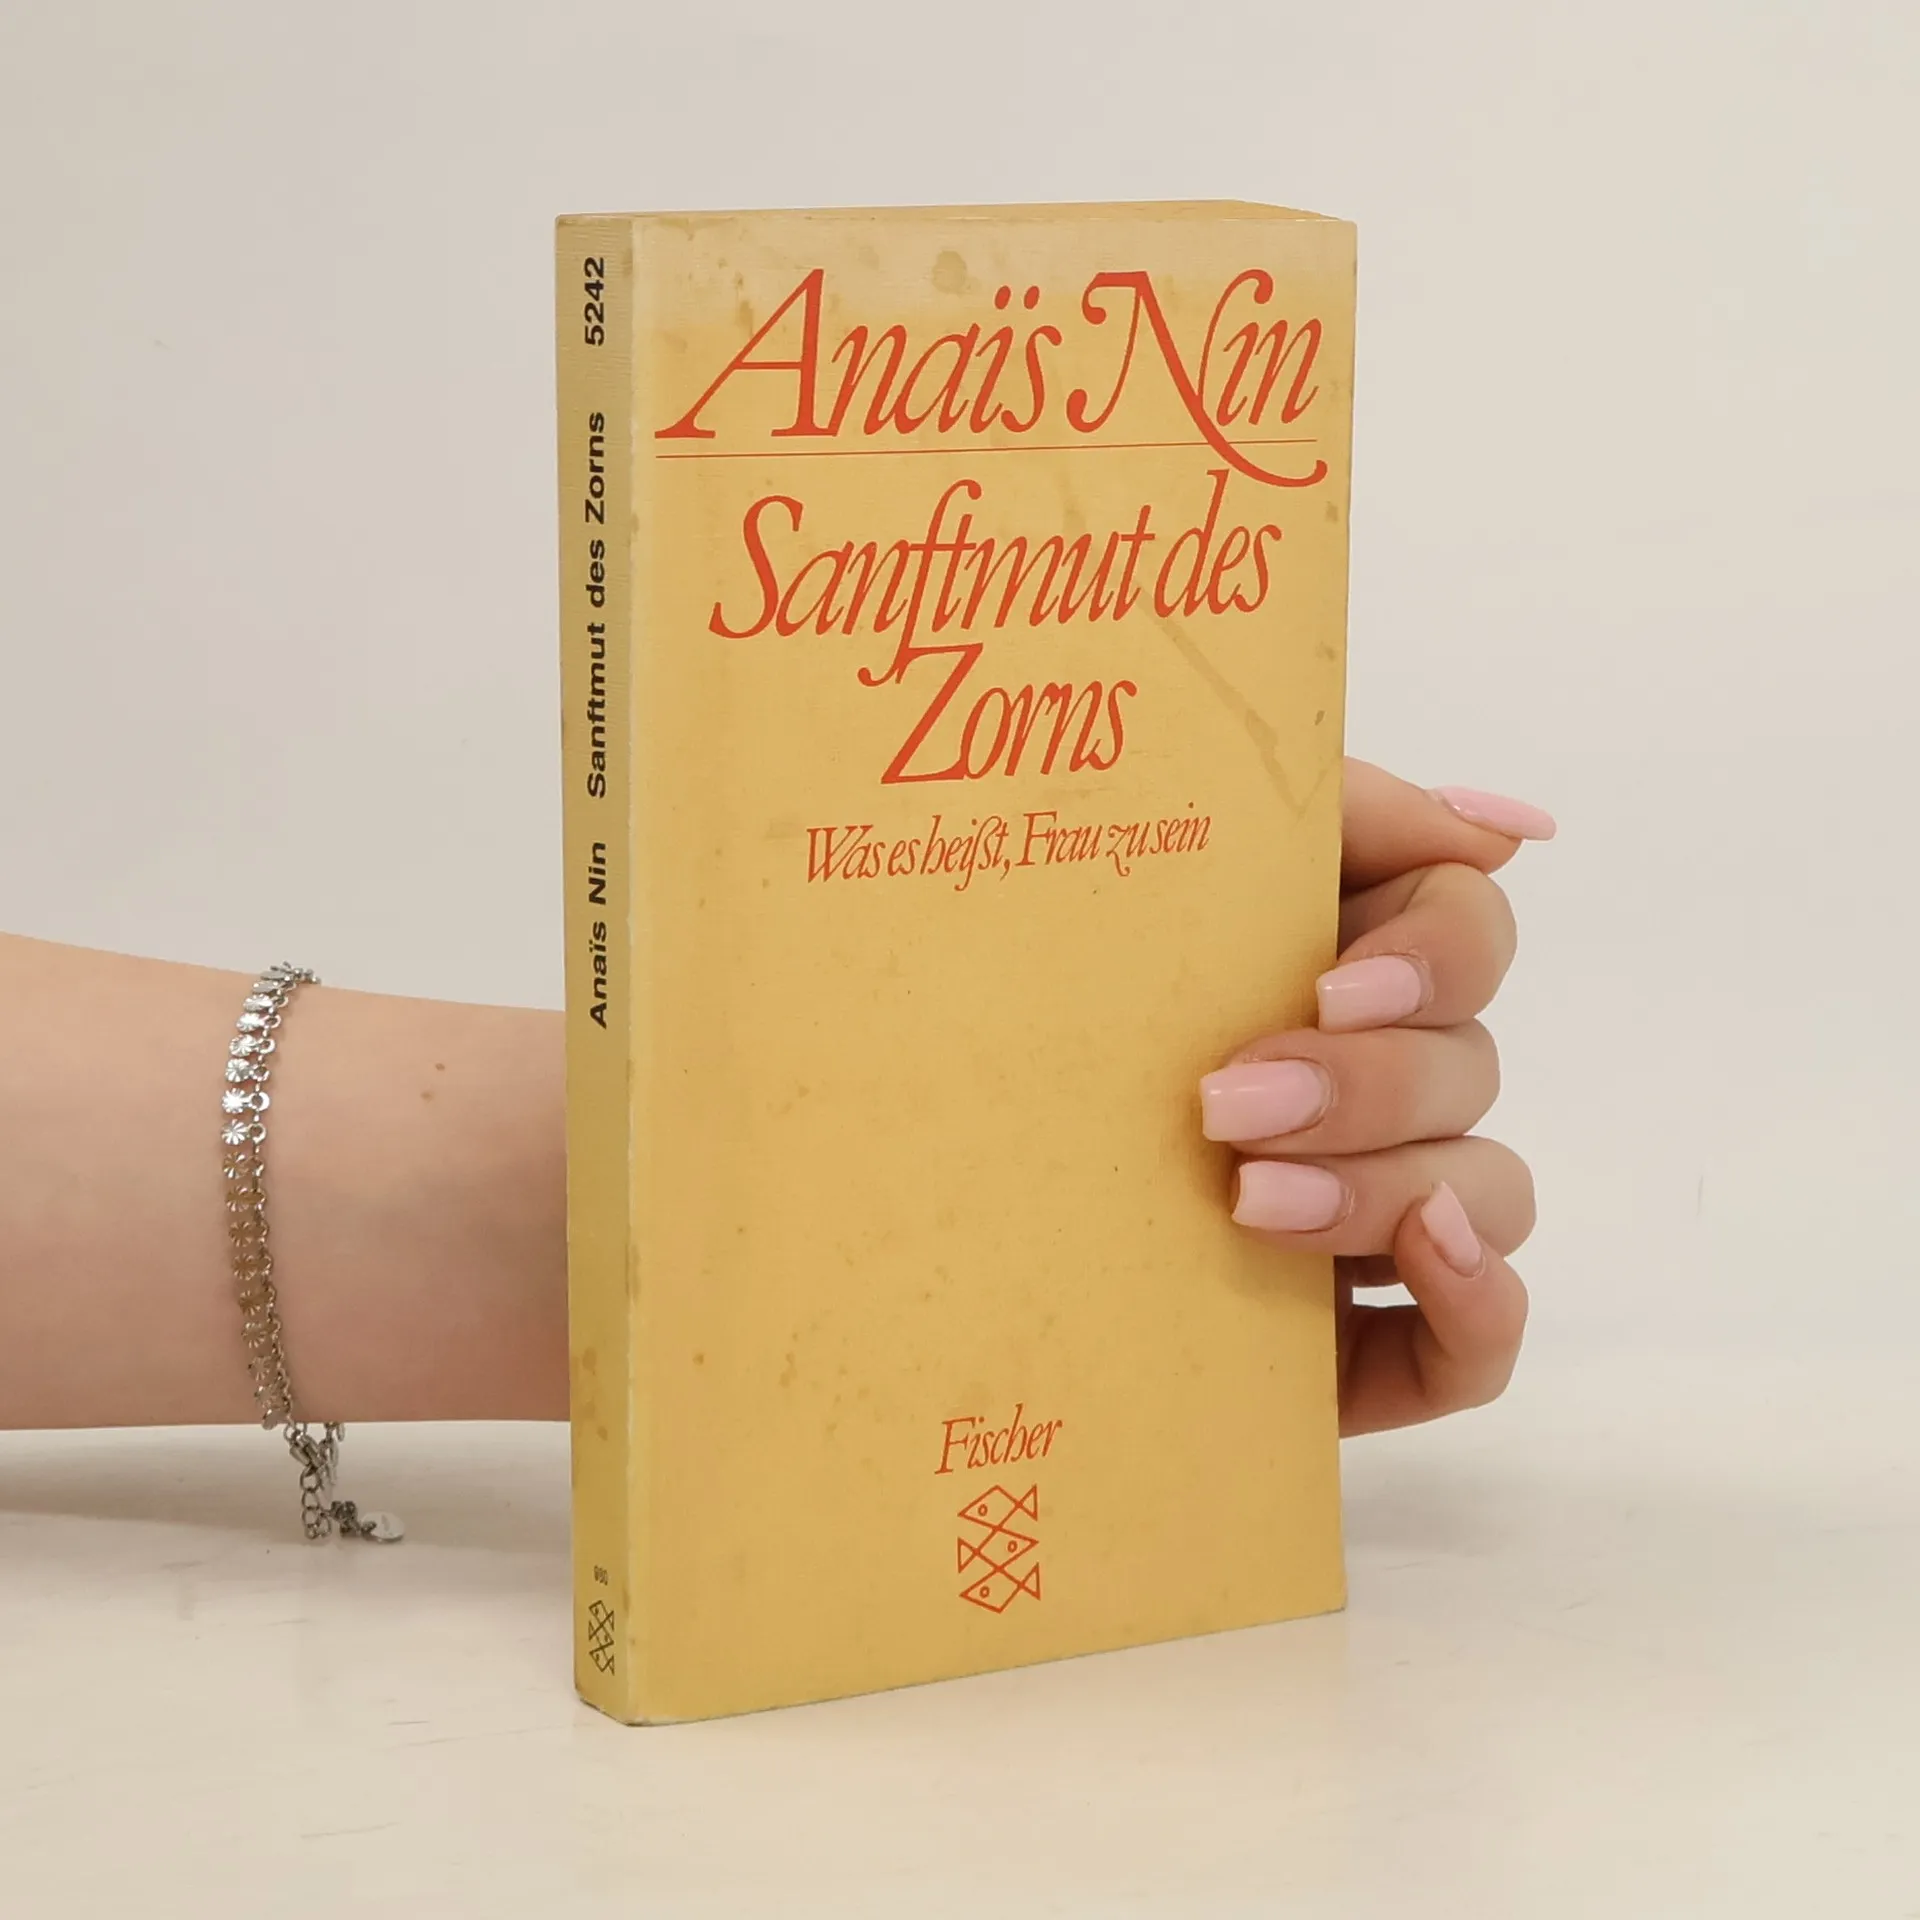 Anaïs Nin
Sanftmut des
Zorns
Was es heißt, Frau zu sein
Fischer
Anaïs Nin Sanftmut des Zorns 5242